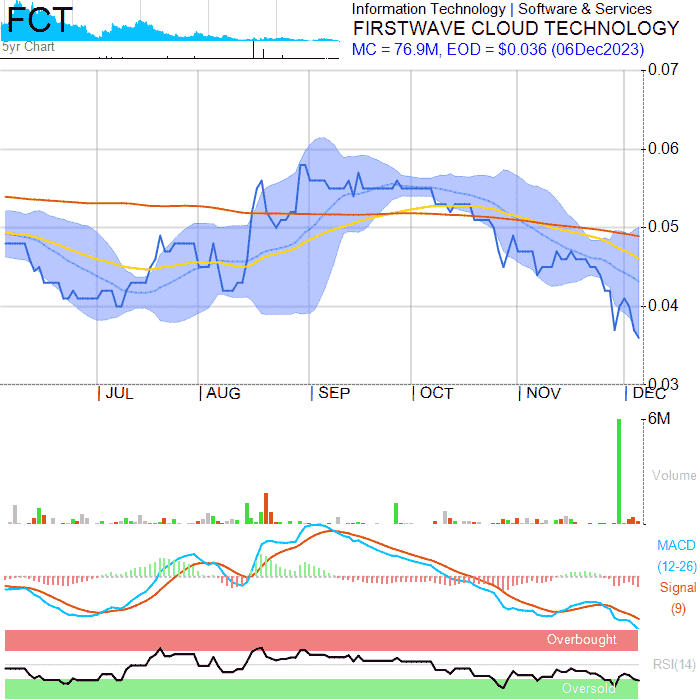 FCT
5yr Chart
Information Technology | Software & Services
FIRSTWAVE CLOUD TECHNOLOGY
MC = 76.9M, EOD = $0.036 (06Dec2023)
0.07
0.06
0.05
0.04
0.03
JUL AUG SEP OCT NOV DEC
6M
Volume
MACD
(12-26)
Signal
(9)
Overbought
RSI(14)
Oversold